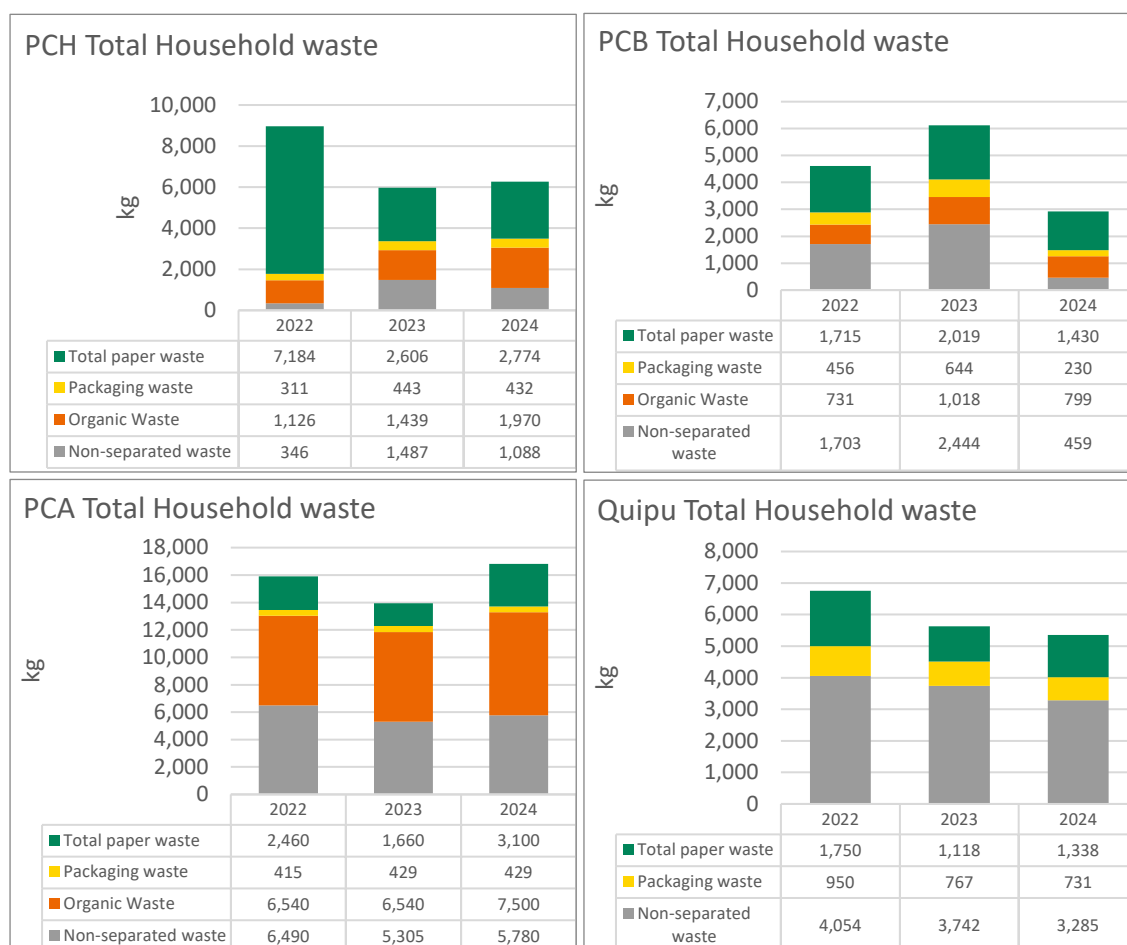 PCH Total Household waste
10,000
8,000
6,000
4,000
2,000
0
kg
2022 2023 2024
Total paper waste 7,184 2,606 2,774
Packaging waste 311 443 432
Organic Waste 1,126 1,439 1,970
Non-separated waste 346 1,487 1,088
PCB Total Household waste
7,000
6,000
5,000
4,000
3,000
2,000
1,000
0
kg
2022 2023 2024
Total paper waste 1,715 2,019 1,430
Packaging waste 456 644 230
Organic Waste 731 1,018 799
Non-separated
waste 1,703 2,444 459
PCA Total Household waste
18,000
16,000
14,000
12,000
10,000
8,000
6,000
4,000
2,000
0
kg
2022 2023 2024
Total paper waste 2,460 1,660 3,100
Packaging waste 415 429 429
Organic Waste 6,540 6,540 7,500
Non-separated waste 6,490 5,305 5,780
Quipu Total Household waste
8,000
7,000
6,000
5,000
4,000
3,000
2,000
1,000
0
kg
2022 2023 2024
Total paper waste 1,750 1,118 1,338
Packaging waste 950 767 731
Non-separated
waste 4,054 3,742 3,285